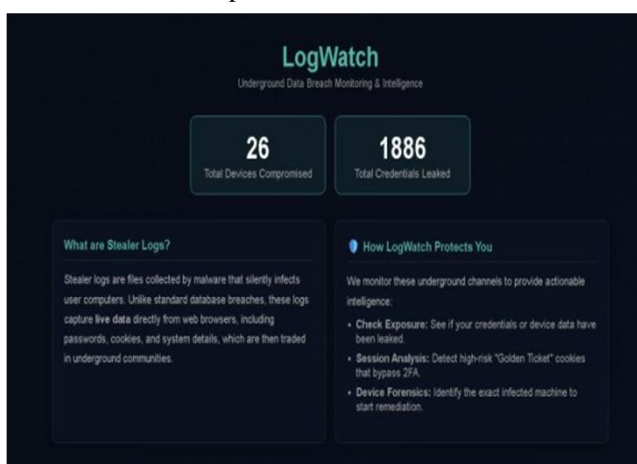 LogWatch
Underground Data Breach Monitoring & Intelligence
26
Total Devices Compromised
1886
Total Credentials Leaked
What are Stealer Logs?
Stealer logs are files collected by malware that silently infects
user computers. Unlike standard database breaches, these logs
capture live data directly from web browsers, including
passwords, cookies, and system details, which are then traded
in underground communities.
How LogWatch Protects You
We monitor these underground channels to provide actionable
intelligence:
• Check Exposure: See if your credentials or device data have
been leaked.
• Session Analysis: Detect high-risk "Golden Ticket" cookies
that bypass 2FA.
• Device Forensics: Identify the exact infected machine to
start remediation.